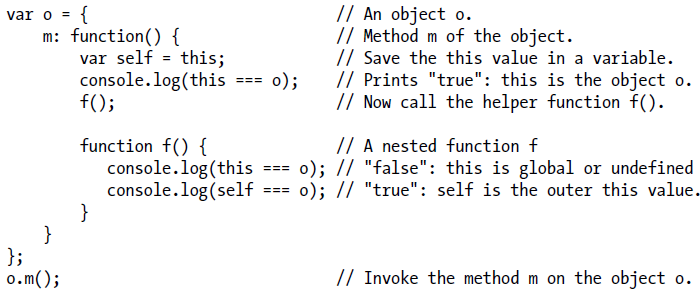 var o = { // An object o.
m: function() { // Method m of the object.
var self = this; // Save the this value in a variable.
console.log(this === o); // Prints "true": this is the object o.
f(); // Now call the helper function f().
function f() { // A nested function f
console.log(this === o); // "false": this is global or undefined
console.log(self === o); // "true": self is the outer this value.
}
}
};
o.m(); // Invoke the method m on the object o.